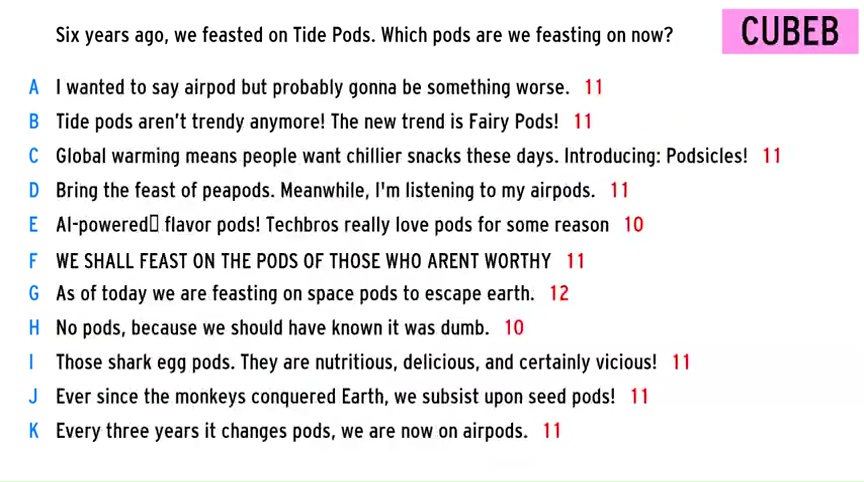 Six years ago, we feasted on Tide Pods. Which pods are we feasting on now?
CUBEB
A I wanted to say airpod but probably gonna be something worse. 11
B Tide pods aren't trendy anymore! The new trend is Fairy Pods! 11
C Global warming means people want chillier snacks these days. Introducing: Podsicles! 11
D Bring the feast of peapods. Meanwhile, I'm listening to my airpods. 11
E AI-powered▯ flavor pods! Techbros really love pods for some reason 10
F WE SHALL FEAST ON THE PODS OF THOSE WHO ARENT WORTHY 11
G As of today we are feasting on space pods to escape earth. 12
H No pods, because we should have known it was dumb. 10
I Those shark egg pods. They are nutritious, delicious, and certainly vicious! 11
J Ever since the monkeys conquered Earth, we subsist upon seed pods! 11
K Every three years it changes pods, we are now on airpods. 11